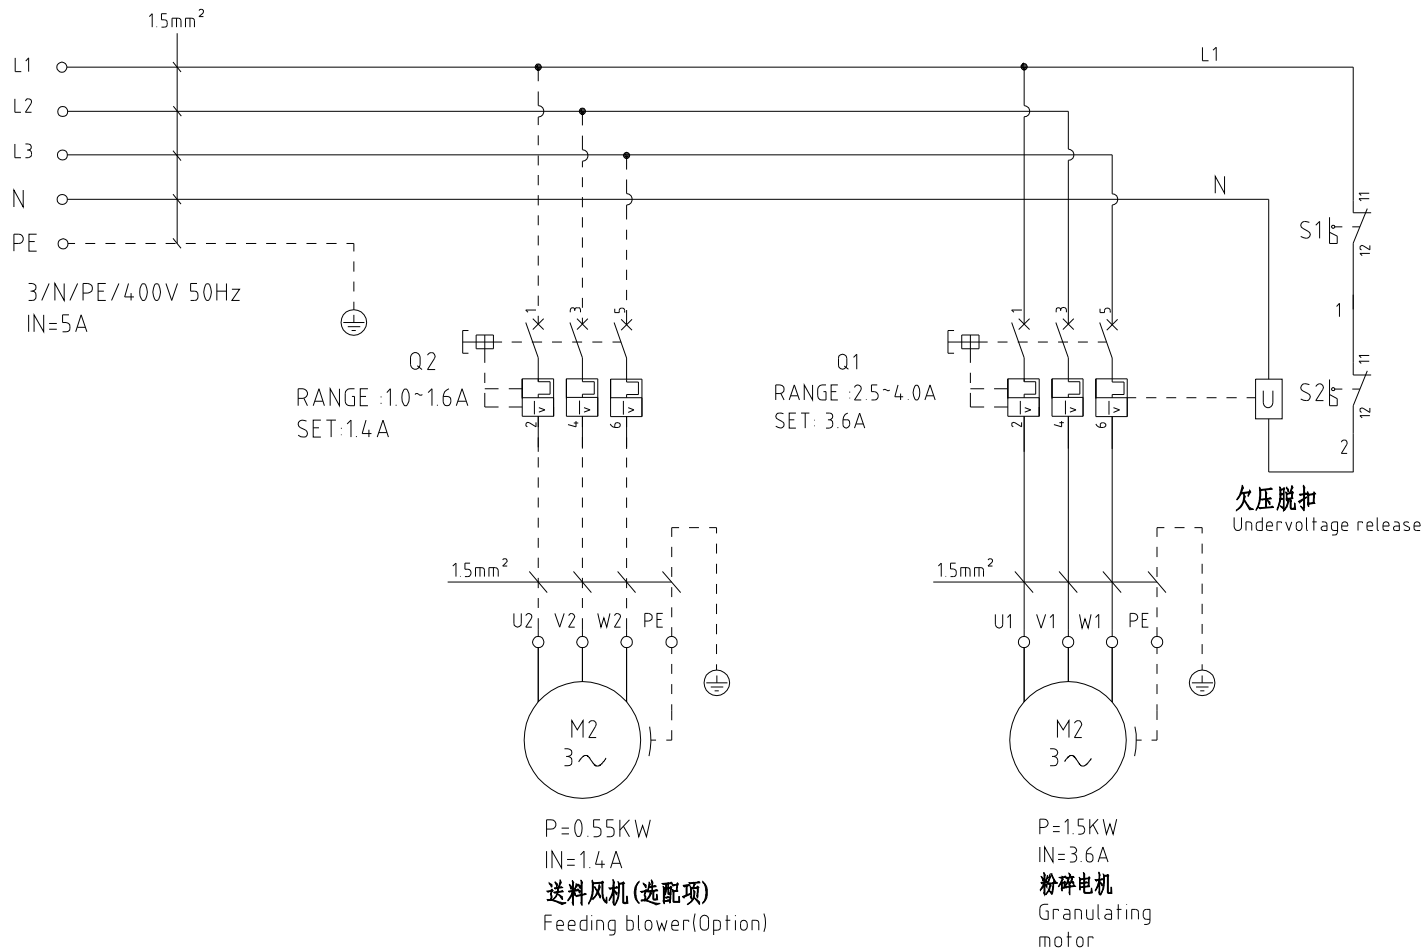 1.5mm²
L1
L1
L2
L3
N
N
PE
3/N/PE/400V 50Hz
IN=5A
11
S1
12
1
1 3 5
1 3 5
Q2
RANGE :1.0~1.6A
SET:1.4A
Q1
RANGE :2.5~4.0A
SET: 3.6A
U
11
S2
12
I> I> I>
I> I> I>
2 4 6
2 4 6
2
欠压脱扣
Undervoltage release
1.5mm²
1.5mm²
U2 V2 W2 PE
U1 V1 W1 PE
M2
3~
M2
3~
P=0.55KW
IN=1.4A
送料风机(选配项)
Feeding blower(Option)
P=1.5KW
IN=3.6A
粉碎电机
Granulating
motor